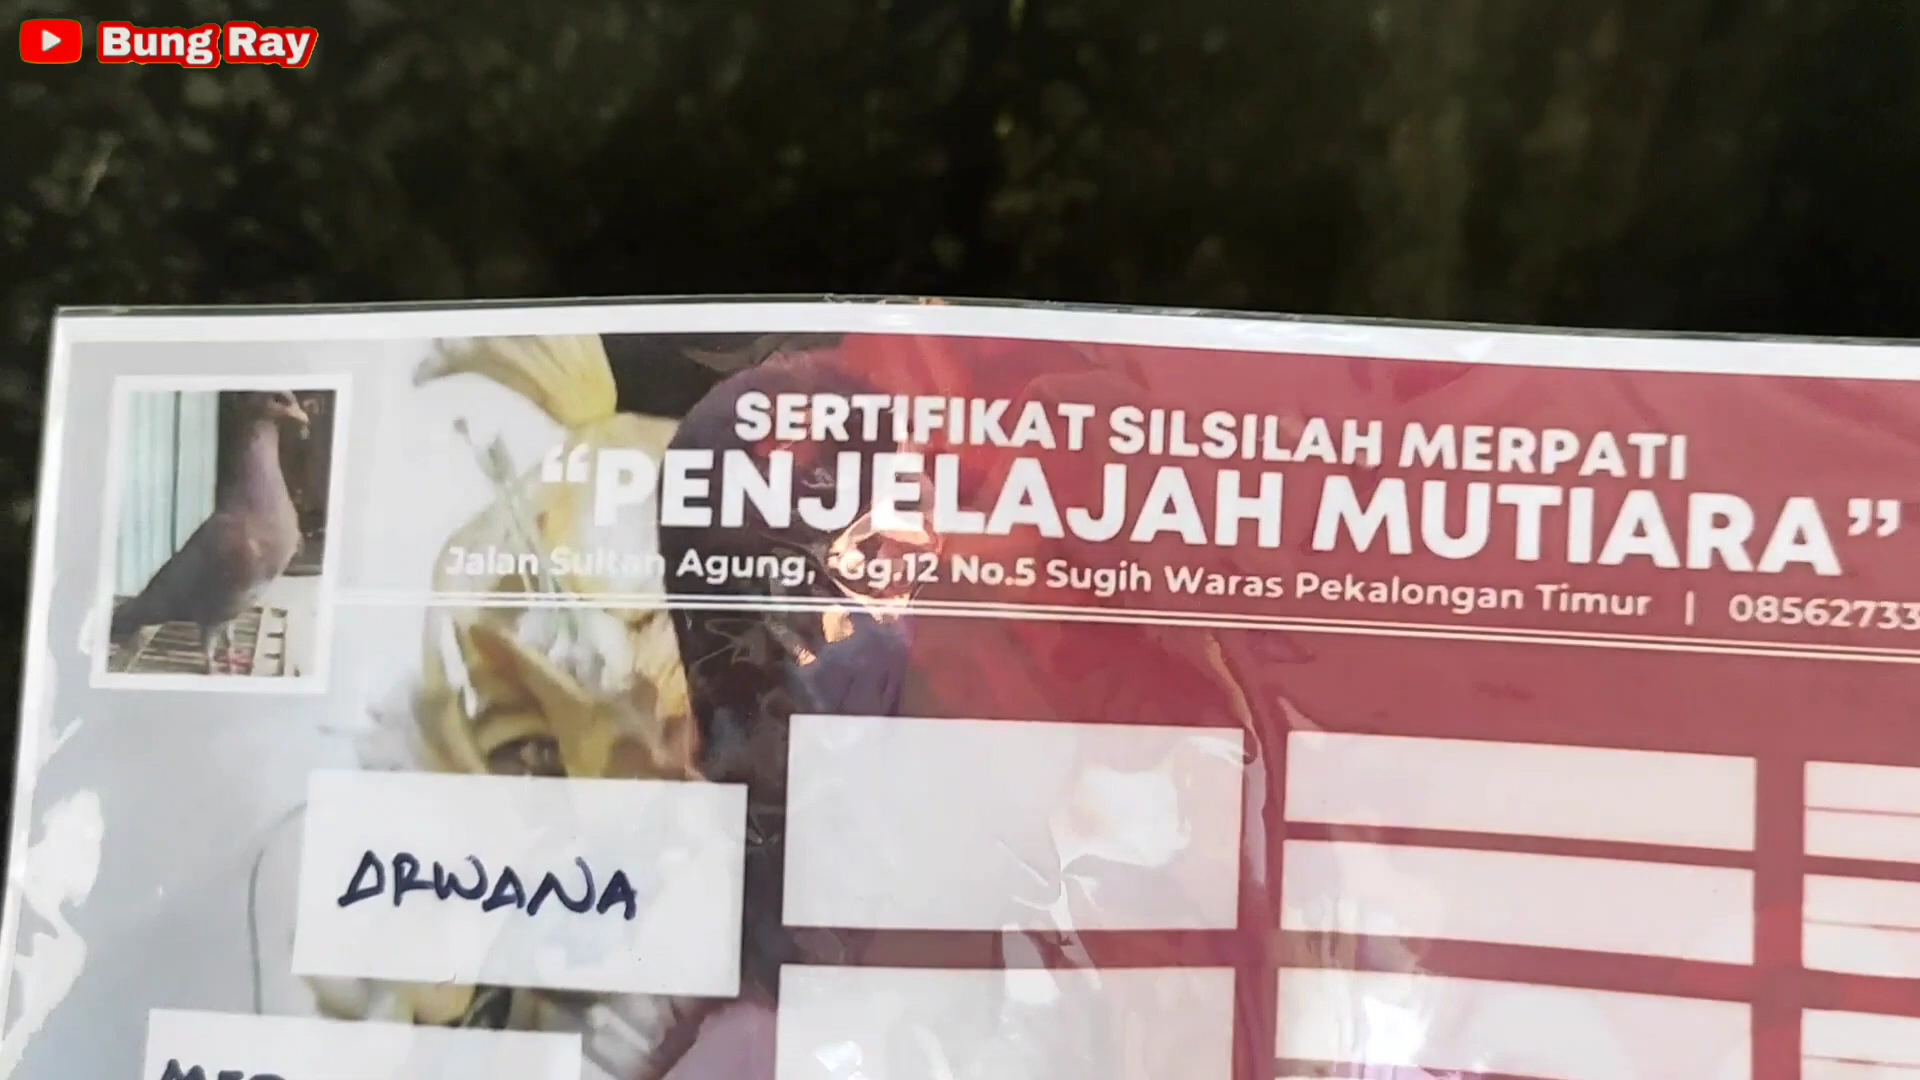 Bung Ray
SERTIFIKAT SILSILAH MERPATI
"PENJELAJAH MUTIARA"
Jalan Sultan Agung, Gg.12 No.5 Sugih Waras Pekalongan Timur | 08562733
ARWANA